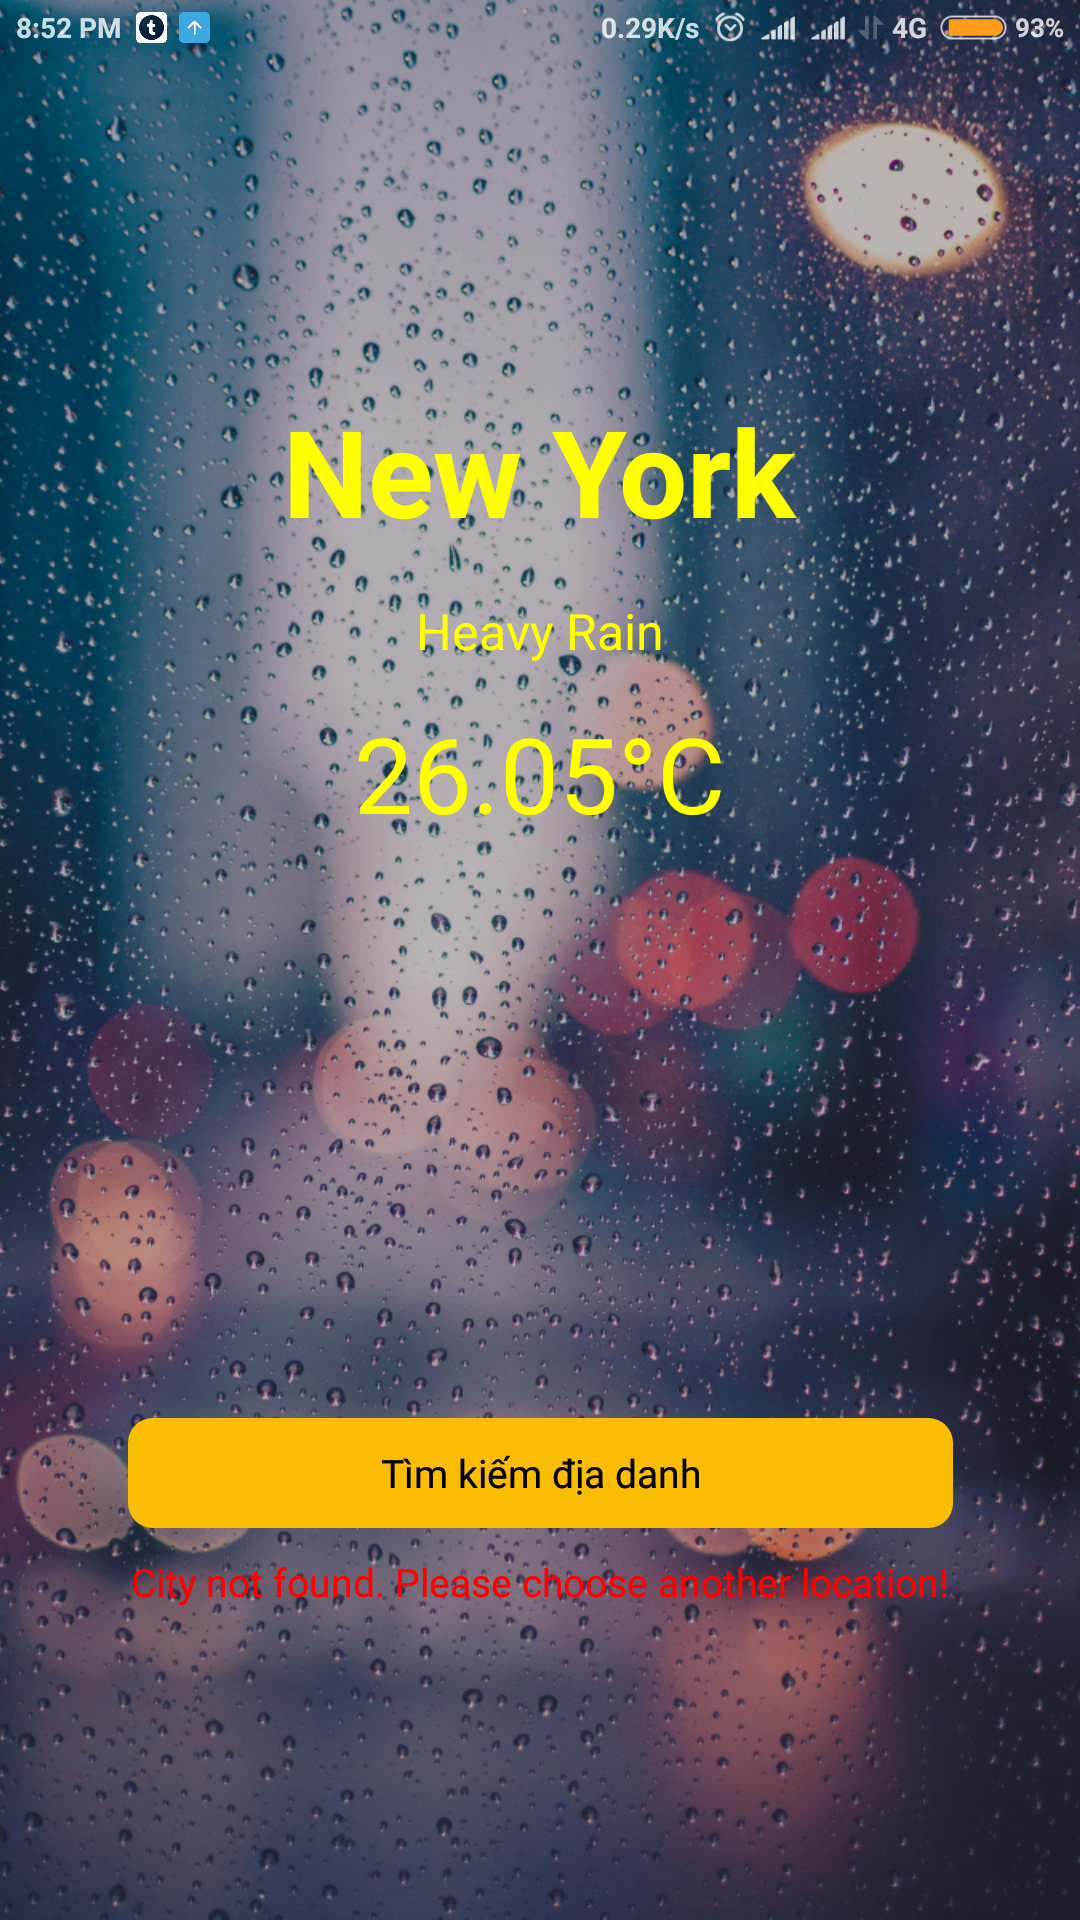 8:52 PM t 0.29K/s 4G 93%
New York
Heavy Rain
26.05°C
Tìm kiếm địa danh
City not found. Please choose another location!